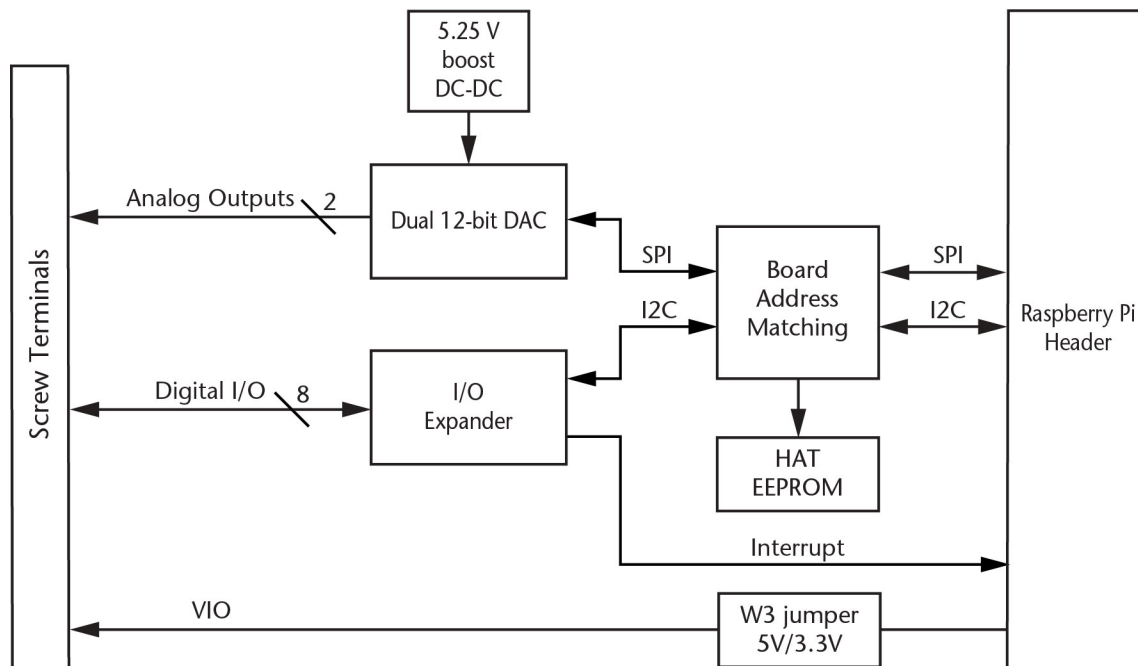 5.25 V
boost
DC-DC
Analog Outputs
2
Dual 12-bit DAC
SPI
Board
Address
Matching
SPI
I2C
I2C
Raspberry Pi
Header
Screw Terminals
Digital I/O
8
I/O
Expander
HAT
EEPROM
Interrupt
VIO
W3 jumper
5V/3.3V